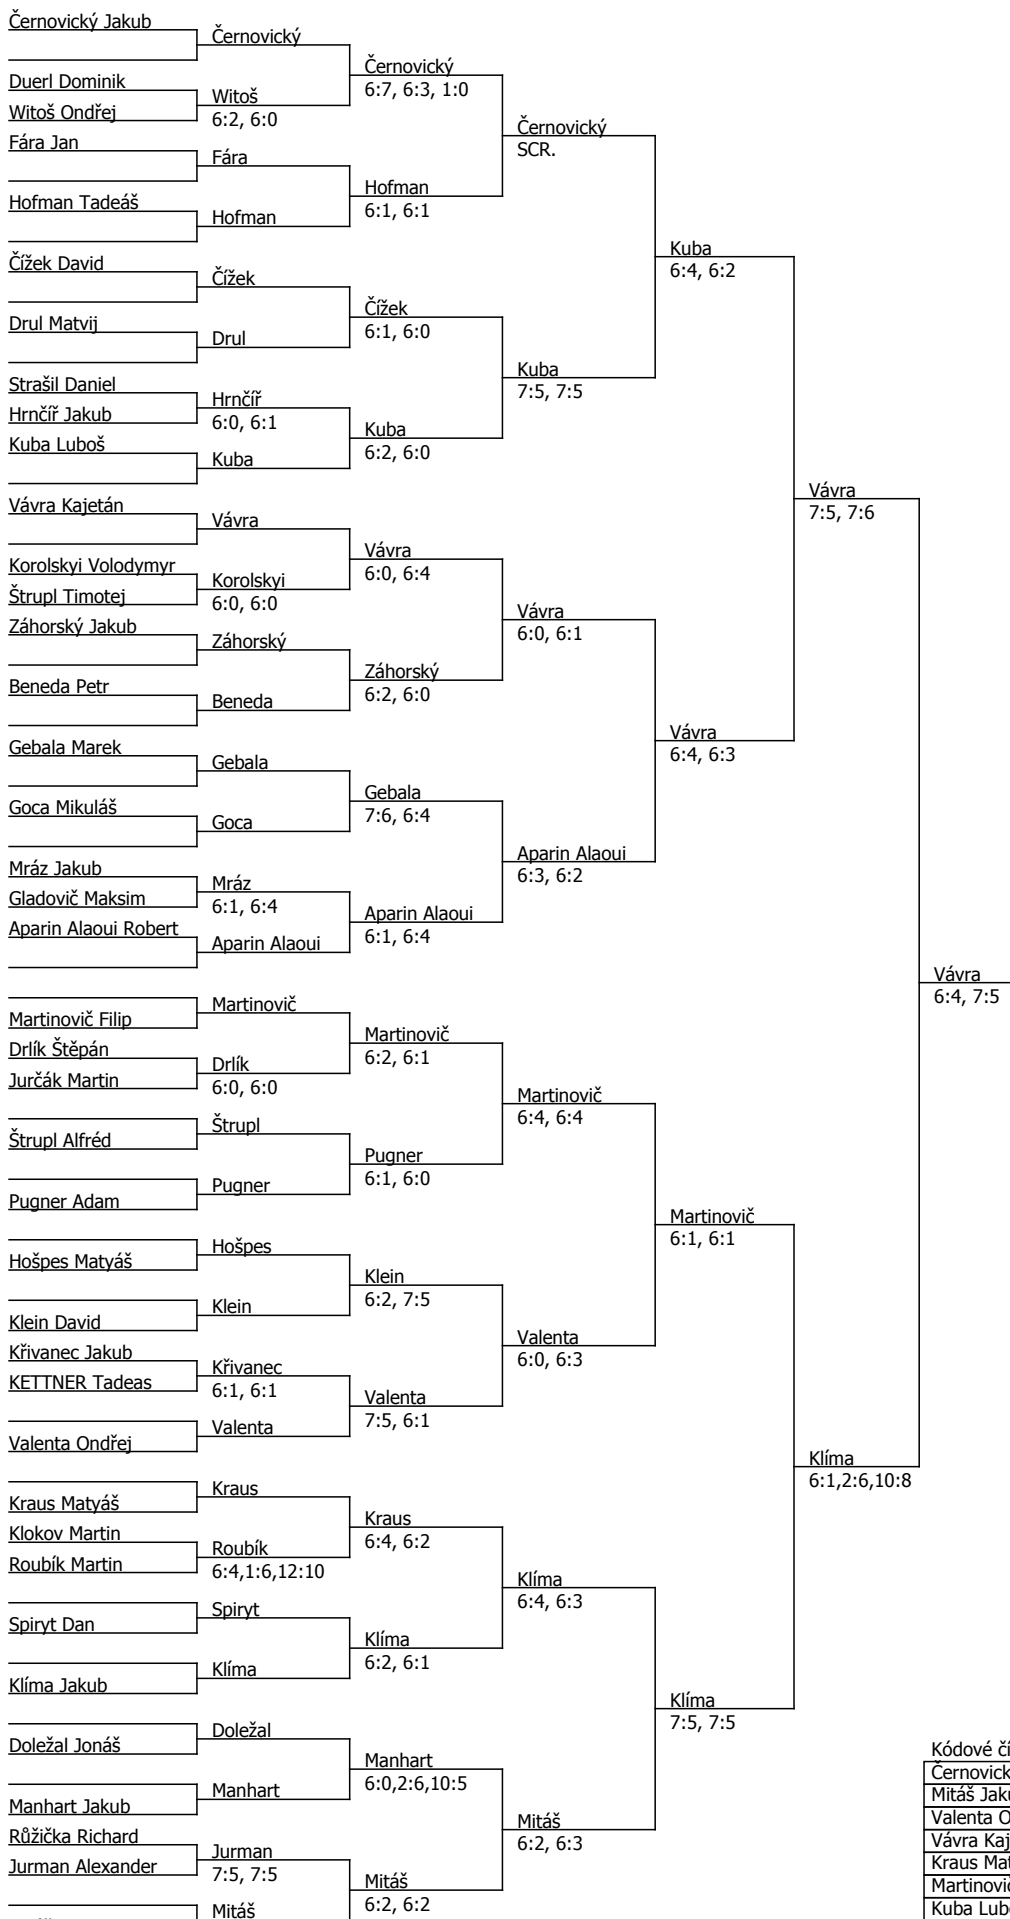 Černovický Jakub
Duerl Dominik
Witoš Ondřej
Fára Jan
Hofman Tadeáš
Čížek David
Drul Matvij
Strašil Daniel
Hrnčíř Jakub
Kuba Luboš
Vávra Kajetán
Korolskyi Volodymyr
Štrupl Timotej
Záhorský Jakub
Beneda Petr
Gebala Marek
Goca Mikuláš
Mráz Jakub
Gladovič Maksim
Aparin Alaoui Robert
Martinovič Filip
Drlík Štěpán
Jurčák Martin
Štrupl Alfréd
Pugner Adam
Hošpes Matyáš
Klein David
Křivanec Jakub
KETTNER Tadeas
Valenta Ondřej
Kraus Matyáš
Klokov Martin
Roubík Martin
Spiryt Dan
Klíma Jakub
Doležal Jonáš
Manhart Jakub
Růžička Richard
Jurman Alexander
Černovický
Witoš
6:2, 6:0
Fára
Hofman
Čížek
Drul
Hrnčíř
6:0, 6:1
Kuba
Vávra
Korolskyi
6:0, 6:0
Záhorský
Beneda
Gebala
Goca
Mráz
6:1, 6:4
Aparin Alaoui
Martinovič
Drlík
6:0, 6:0
Štrupl
Pugner
Hošpes
Klein
Křivanec
6:1, 6:1
Valenta
Kraus
Roubík
6:4,1:6,12:10
Spiryt
Klíma
Doležal
Manhart
Jurman
7:5, 7:5
Mitáš
Černovický
6:7, 6:3, 1:0
Hofman
6:1, 6:1
Čížek
6:1, 6:0
Kuba
6:2, 6:0
Vávra
6:0, 6:4
Záhorský
6:2, 6:0
Gebala
7:6, 6:4
Aparin Alaoui
6:1, 6:4
Martinovič
6:2, 6:1
Pugner
6:1, 6:0
Klein
6:2, 7:5
Valenta
7:5, 6:1
Kraus
6:4, 6:2
Klíma
6:2, 6:1
Manhart
6:0,2:6,10:5
Mitáš
6:2, 6:2
Černovický
SCR.
Kuba
7:5, 7:5
Vávra
6:0, 6:1
Aparin Alaoui
6:3, 6:2
Martinovič
6:4, 6:4
Valenta
6:0, 6:3
Klíma
6:4, 6:3
Mitáš
6:2, 6:3
Kuba
6:4, 6:2
Vávra
6:4, 6:3
Martinovič
6:1, 6:1
Klíma
7:5, 7:5
Vávra
7:5, 7:6
Klíma
6:1,2:6,10:8
Vávra
6:4, 7:5
Kódové
Mitáš
Valenta
Vávra
Kraus
Kuba